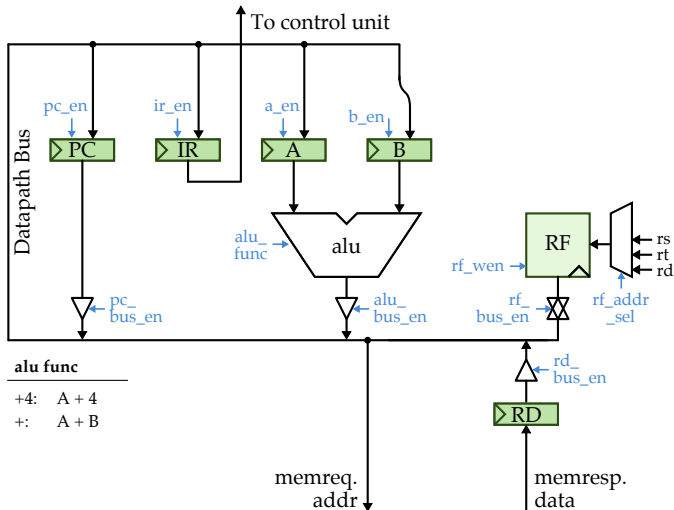 To control unit
pc_en
ir_en
a_en
b_en
Datapath Bus
PC
IR
A
B
alu_
func
alu
rf_wen
RF
rs
rt
rd
rf_addr
_sel
pc_
bus_en
alu_
bus_en
rf_
bus_en
rd_
bus_en
alu func
+4: A + 4
+: A + B
RD
memreq.
addr
memresp.
data